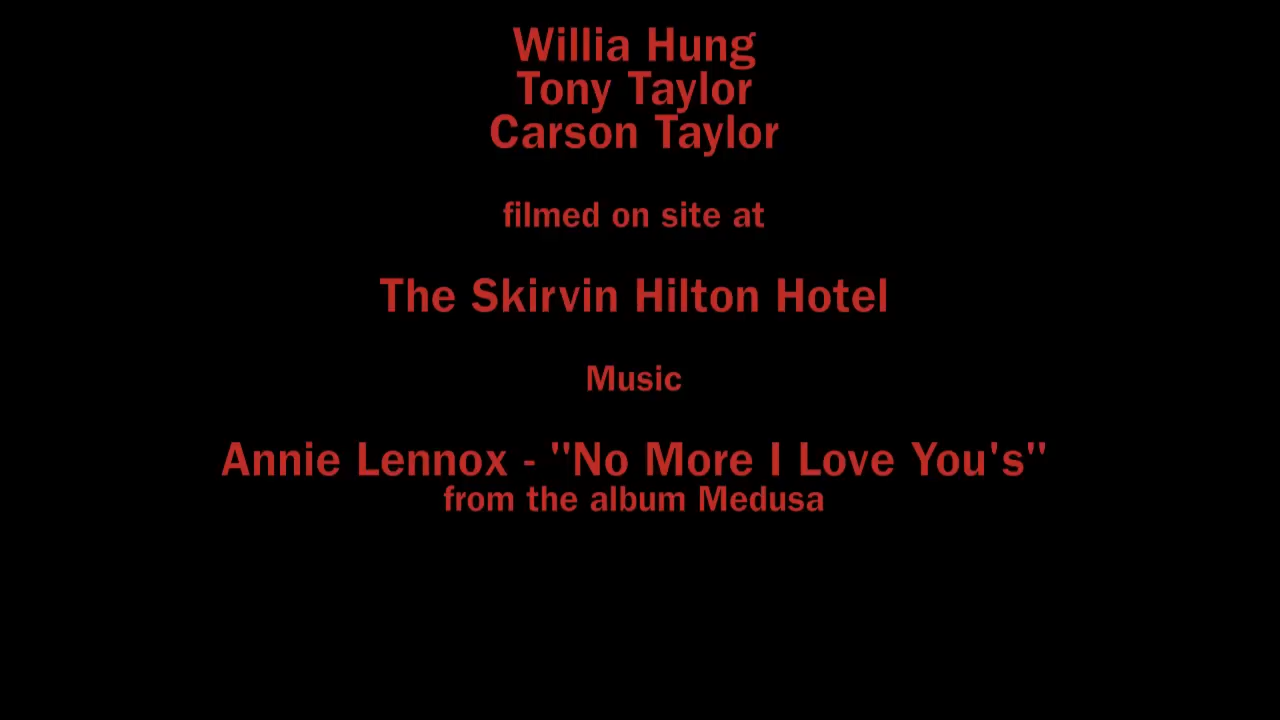 Willia Hung
Tony Taylor
Carson Taylor
filmed on site at
The Skirvin Hilton Hotel
Music
Annie Lennox - "No More I Love You's"
from the album Medusa